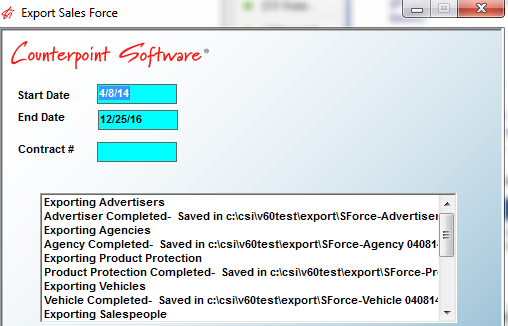 Export Sales Force
Counterpoint Software®
Start Date 4/8/14
End Date 12/25/16
Contract #
Exporting Advertisers
Advertiser Completed- Saved in c:\csi\v60test\export\SForce-Advertiser
Exporting Agencies
Agency Completed- Saved in c:\csi\v60test\export\SForce-Agency 040814
Exporting Product Protection
Product Protection Completed- Saved in c:\csi\v60test\export\SForce-Pr
Exporting Vehicles
Vehicle Completed- Saved in c:\csi\v60test\export\SForce-Vehicle 040814
Exporting Salespeople